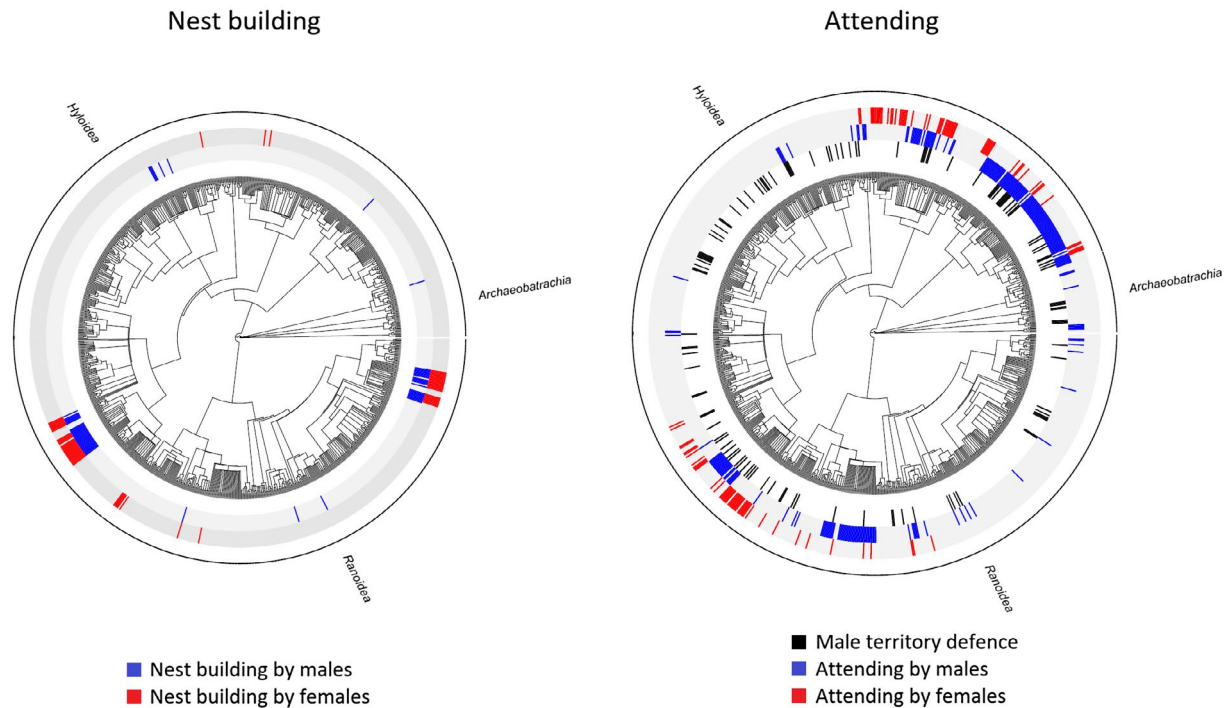 Nest building
Attending
Hyloidea
Archaeobatrachia
Ranoidea
Nest building by males
Nest building by females
Hyloidea
Archaeobatrachia
Ranoidea
Male territory defence
Attending by males
Attending by females